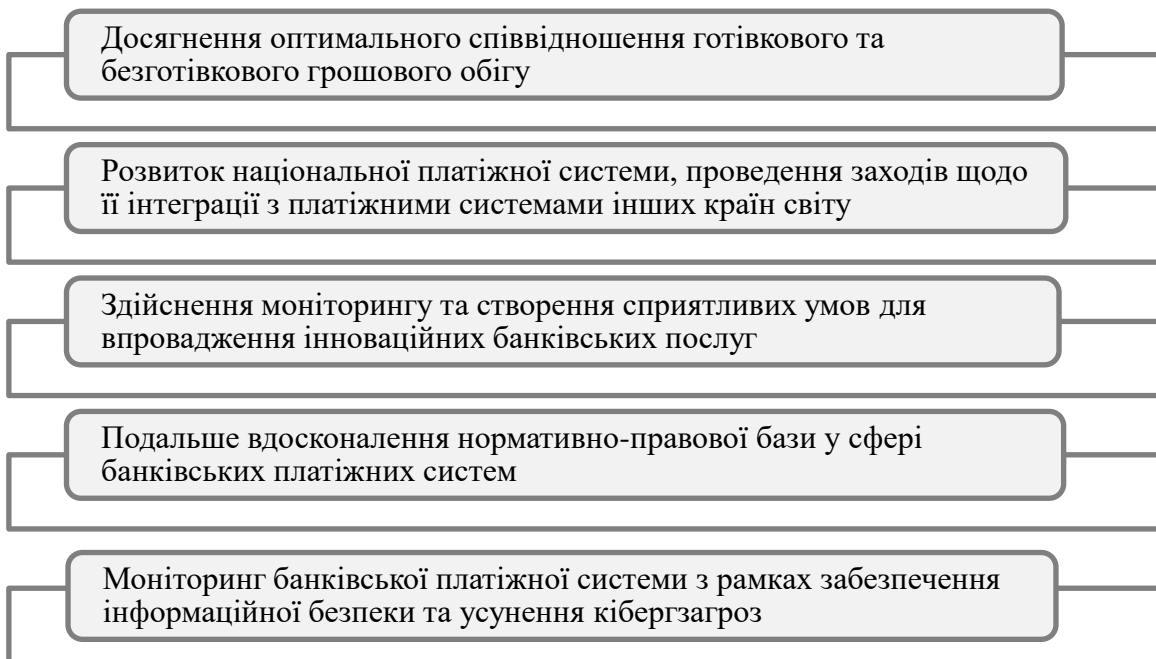 Досягнення оптимального співвідношення готівкового та
безготівкового грошового обігу
Розвиток національної платіжної системи, проведення заходів щодо
її інтеграції з платіжними системами інших країн світу
Здійснення моніторингу та створення сприятливих умов для
впровадження інноваційних банківських послуг
Подальше вдосконалення нормативно-правової бази у сфері
банківських платіжних систем
Моніторинг банківської платіжної системи з рамках забезпечення
інформаційної безпеки та усунення кібергзагроз